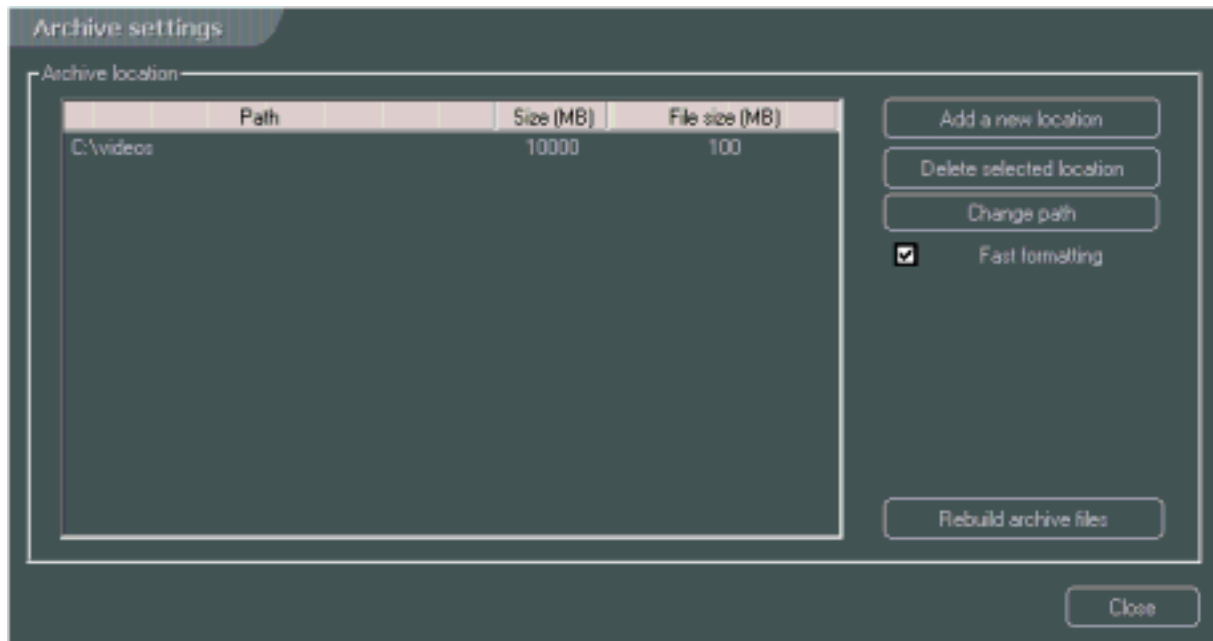 Archive settings
Archive location
Path Size (MB) File size (MB)
C:\videos 10000 100
Add a new location
Delete selected location
Change path
Fast formatting
Rebuild archive files
Close